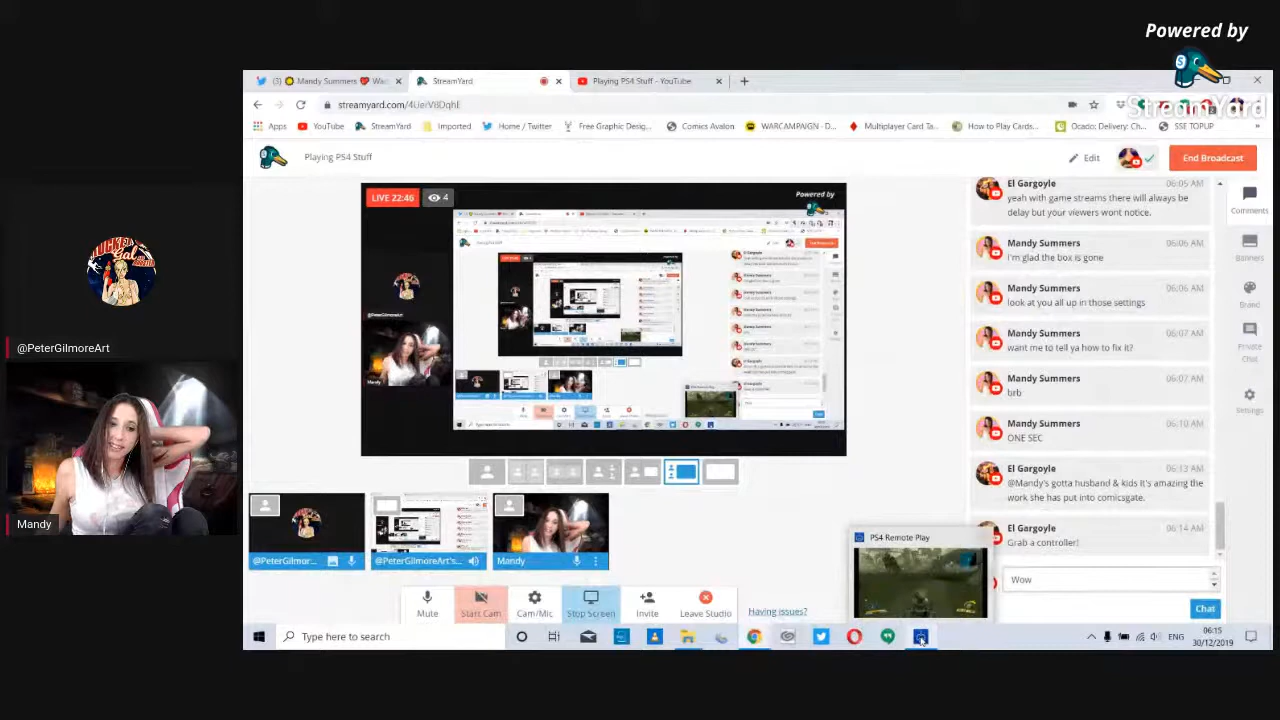 Powered by
StreamYard
(3) Mandy Summers
StreamYard
Playing PS4 Stuff - YouTube
streamyard.com/4UeirV8DqhE
Apps
YouTube
StreamYard
Imported
Home / Twitter
Free Graphic Desig...
Comics Avalon
WARCAMPAIGN - D...
Multiplayer Card Ta...
How to Play Cards...
Ocado: Delivery: Ch...
SSE TOPUP
Playing PS4 Stuff
Edit
End Broadcast
LIVE 22:40
4
Powered by
El Gargoyle 06:05 AM
yeah with game streams there will always be
delay but your viewers wont notice.
Mandy Summers 06:06 AM
i'm glad the box is gone
Mandy Summers 06:06 AM
look at you all up in those settings
Mandy Summers 06:07 AM
want me to tell ya how to fix it?
Mandy Summers 06:07 AM
brb
Mandy Summers 06:10 AM
ONE SEC
El Gargoyle 06:13 AM
@Mandy's gotta husband & kids it's amazing the
work she has put into comicsgate.
El Gargoyle 06:14 AM
Grab a controller!
Wow
Chat
Comments
Banners
Brand
Private
Chat
Settings
@PeterGilmoreArt
Mandy
@PeterGilmor...
@PeterGilmoreArt's...
Mandy
Mute
Start Cam
Cam/Mic
Stop Screen
Invite
Leave Studio
Having issues?
PS4 Remote Play
Type here to search
ENG
06:15
30/12/2019